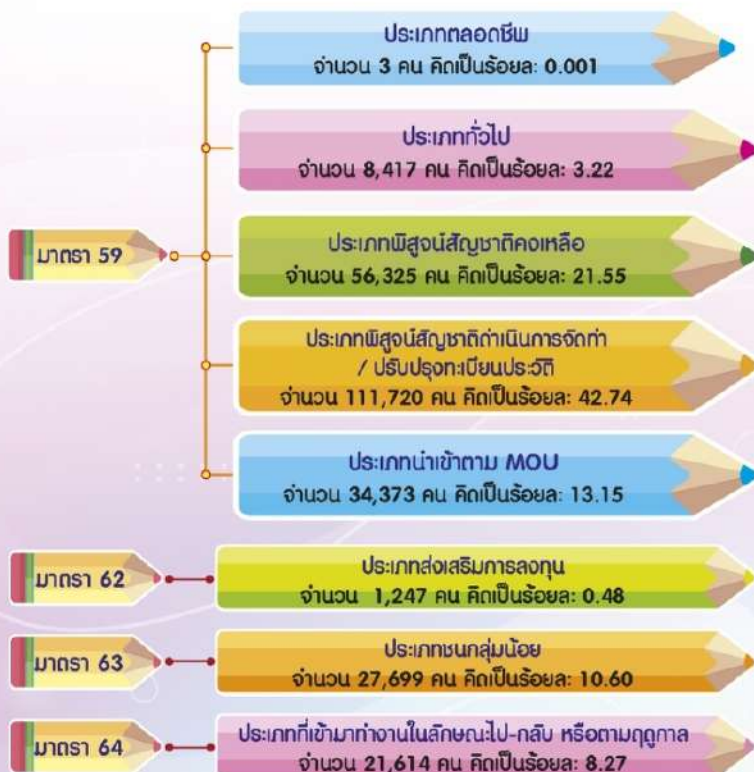 ประเภทตลอดชีพ
จำนวน 3 คน คิดเป็นร้อยละ 0.001
ประเภททั่วไป
จำนวน 8,417 คน คิดเป็นร้อยละ 3.22
มาตรา 59
ประเภทพิสูจน์สัญชาติคงเหลือ
จำนวน 56,325 คน คิดเป็นร้อยละ 21.55
ประเภทพิสูจน์สัญชาติดำเนินการจัดทำ
/ ปรับปรุงทะเบียนประวัติ
จำนวน 111,720 คน คิดเป็นร้อยละ 42.74
ประเภทนำเข้าตาม MOU
จำนวน 34,373 คน คิดเป็นร้อยละ 13.15
มาตรา 62
ประเภทส่งเสริมการลงทุน
จำนวน 1,247 คน คิดเป็นร้อยละ 0.48
มาตรา 63
ประเภทชนกลุ่มน้อย
จำนวน 27,699 คน คิดเป็นร้อยละ 10.60
มาตรา 64
ประเภทที่เข้ามาทำงานในลักษณะไป-กลับ หรือตามฤดูกาล
จำนวน 21,614 คน คิดเป็นร้อยละ 8.27